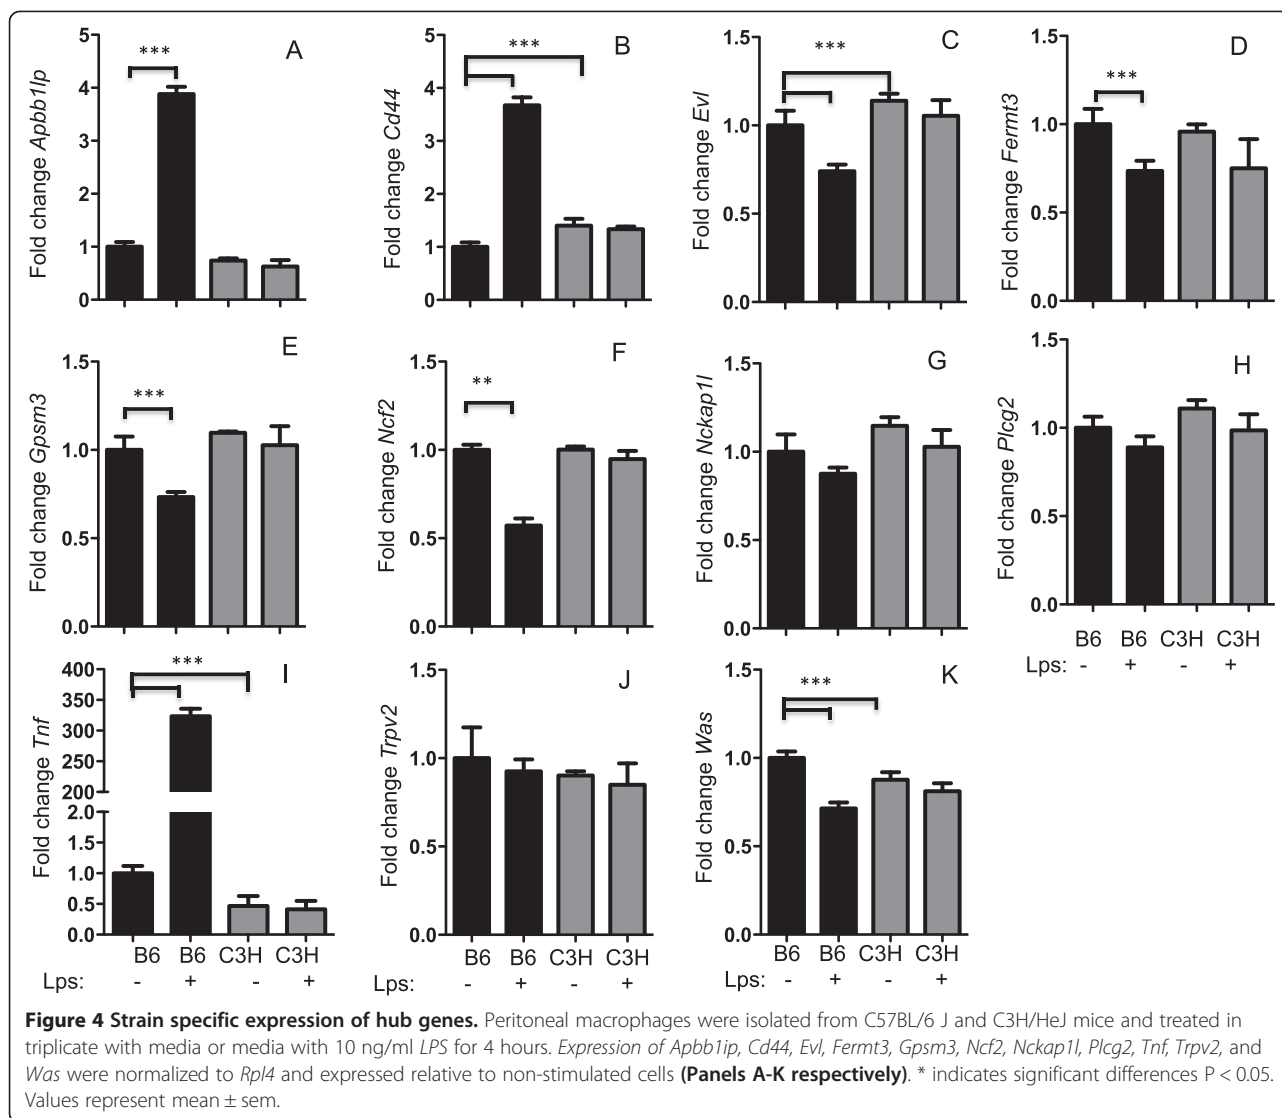 A
Fold change Apbb1lp
5
4
3
2
1
0
***
B
Fold change Cd44
5
4
3
2
1
0
***
C
Fold change Evl
1.5
1.0
0.5
0.0
***
D
Fold change Fermt3
1.5
1.0
0.5
0.0
***
E
Fold change Gpsm3
1.5
1.0
0.5
0.0
***
F
Fold change Ncf2
1.5
1.0
0.5
0.0
**
G
Fold change Nckap1l
1.5
1.0
0.5
0.0
H
Fold change Plcg2
1.5
1.0
0.5
0.0
B6 B6 C3H C3H
Lps: - + - +
I
Fold change Tnf
400
350
300
250
200
2.0
1.0
0.5
0.0
***
B6 B6 C3H C3H
Lps: - + - +
J
Fold change Trpv2
1.5
1.0
0.5
0.0
B6 B6 C3H C3H
Lps: - + - +
K
Fold change Was
1.5
1.0
0.5
0.0
***
B6 B6 C3H C3H
Lps: - + - +
Figure 4 Strain specific expression of hub genes. Peritoneal macrophages were isolated from C57BL/6 J and C3H/HeJ mice and treated in
triplicate with media or media with 10 ng/ml LPS for 4 hours. Expression of Apbb1ip, Cd44, Evl, Fermt3, Gpsm3, Ncf2, Nckap1l, Plcg2, Tnf, Trpv2, and
Was were normalized to Rpl4 and expressed relative to non-stimulated cells (Panels A-K respectively). * indicates significant differences P < 0.05.
Values represent mean ± sem.